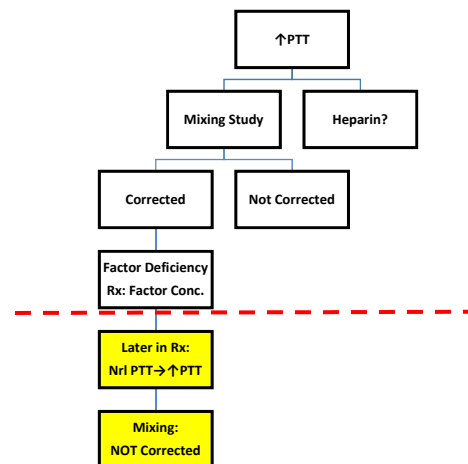 ↑PTT
Mixing Study
Heparin?
Corrected
Not Corrected
Factor Deficiency
Rx: Factor Conc.
Later in Rx:
Nrl PTT→↑PTT
Mixing:
NOT Corrected